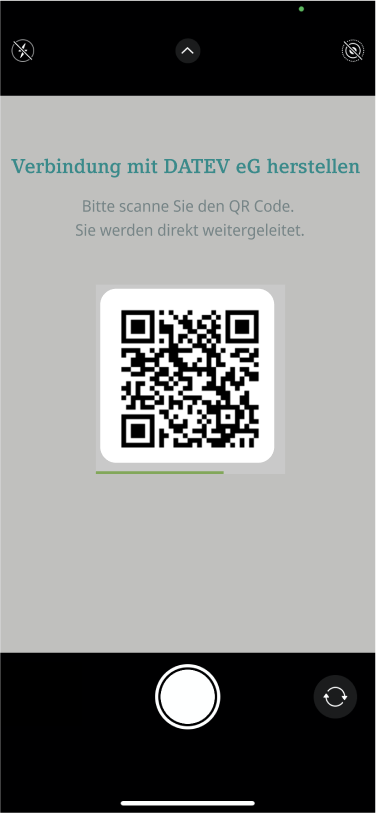 Verbindung mit DATEV eG herstellen
Bitte scanne Sie den QR Code.
Sie werden direkt weitergeleitet.